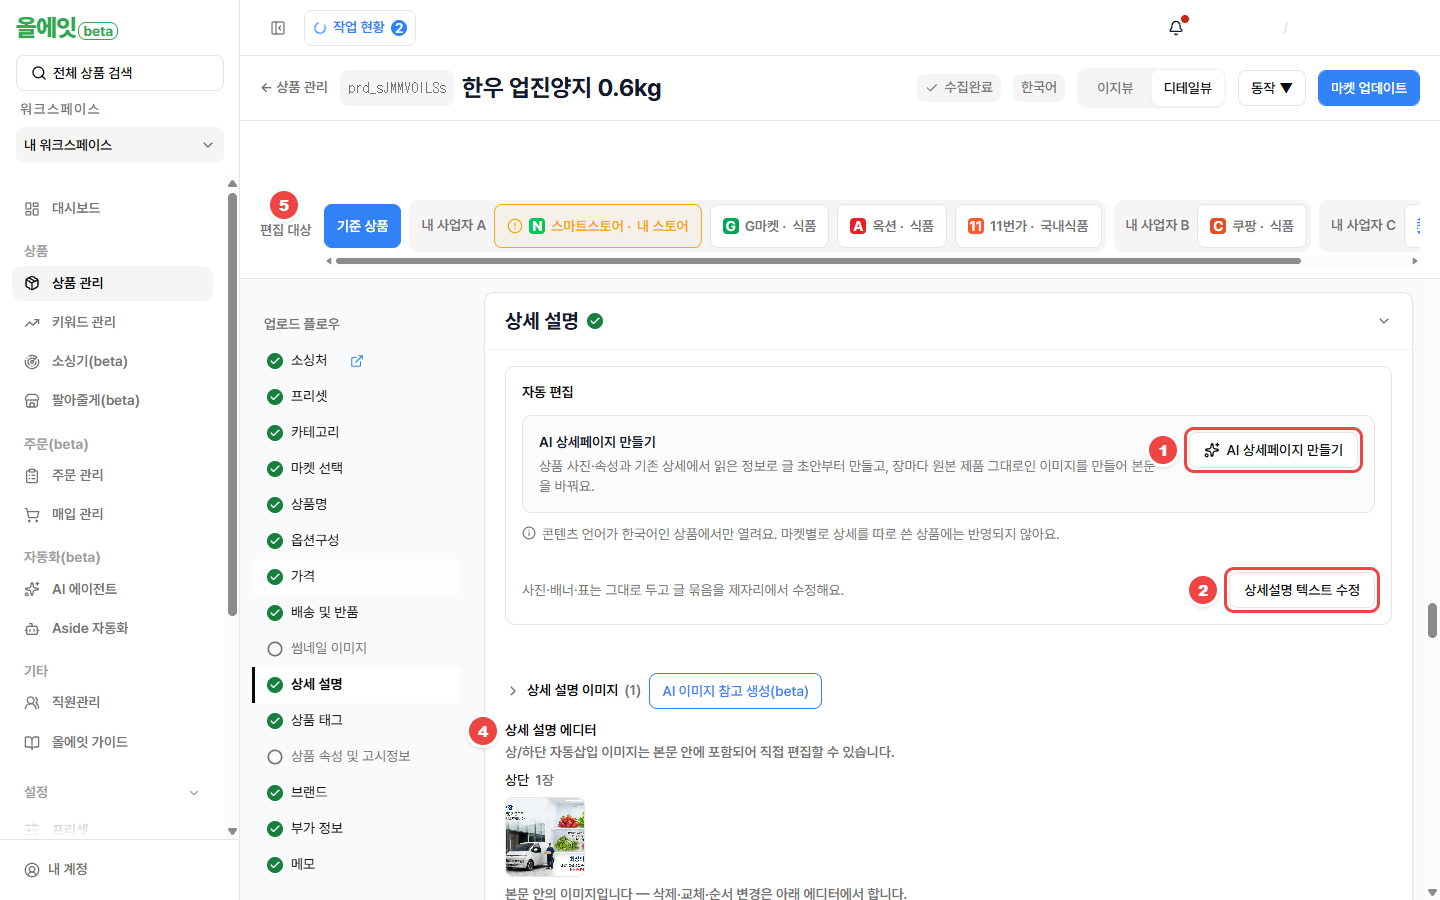 올에잇 beta
작업 현황 2
전체 상품 검색
워크스페이스
내 워크스페이스
상품 관리
prd_sJMMVOILSs
한우 업진양지 0.6kg
수집완료
한국어
이지뷰
디테일뷰
동작 ▼
마켓 업데이트
대시보드
상품
상품 관리
키워드 관리
소싱기(beta)
팔아줄게(beta)
주문(beta)
주문 관리
매입 관리
자동화(beta)
AI 에이전트
Aside 자동화
기타
직원관리
올에잇 가이드
설정
프리셋
내 계정
5
편집 대상
기준 상품
내 사업자 A
N 스마트스토어 · 내 스토어
G G마켓 · 식품
A 옥션 · 식품
11 11번가 · 국내식품
내 사업자 B
C 쿠팡 · 식품
내 사업자 C
업로드 플로우
소싱처
프리셋
카테고리
마켓 선택
상품명
옵션구성
가격
배송 및 반품
썸네일 이미지
상세 설명
상품 태그
상품 속성 및 고시정보
브랜드
부가 정보
메모
상세 설명
자동 편집
AI 상세페이지 만들기
상품 사진·속성과 기존 상세에서 읽은 정보로 글 초안부터 만들고, 장마다 원본 제품 그대로인 이미지를 만들어 본문
을 바꿔요.
1
AI 상세페이지 만들기
콘텐츠 언어가 한국어인 상품에서만 열려요. 마켓별로 상세를 따로 쓴 상품에는 반영되지 않아요.
사진·배너·표는 그대로 두고 글 묶음을 제자리에서 수정해요.
2
상세설명 텍스트 수정
상세 설명 이미지 (1)
AI 이미지 참고 생성(beta)
4
상세 설명 에디터
상/하단 자동삽입 이미지는 본문 안에 포함되어 직접 편집할 수 있습니다.
상단 1장
본문 안의 이미지입니다 — 삭제·교체·순서 변경은 아래 에디터에서 합니다.